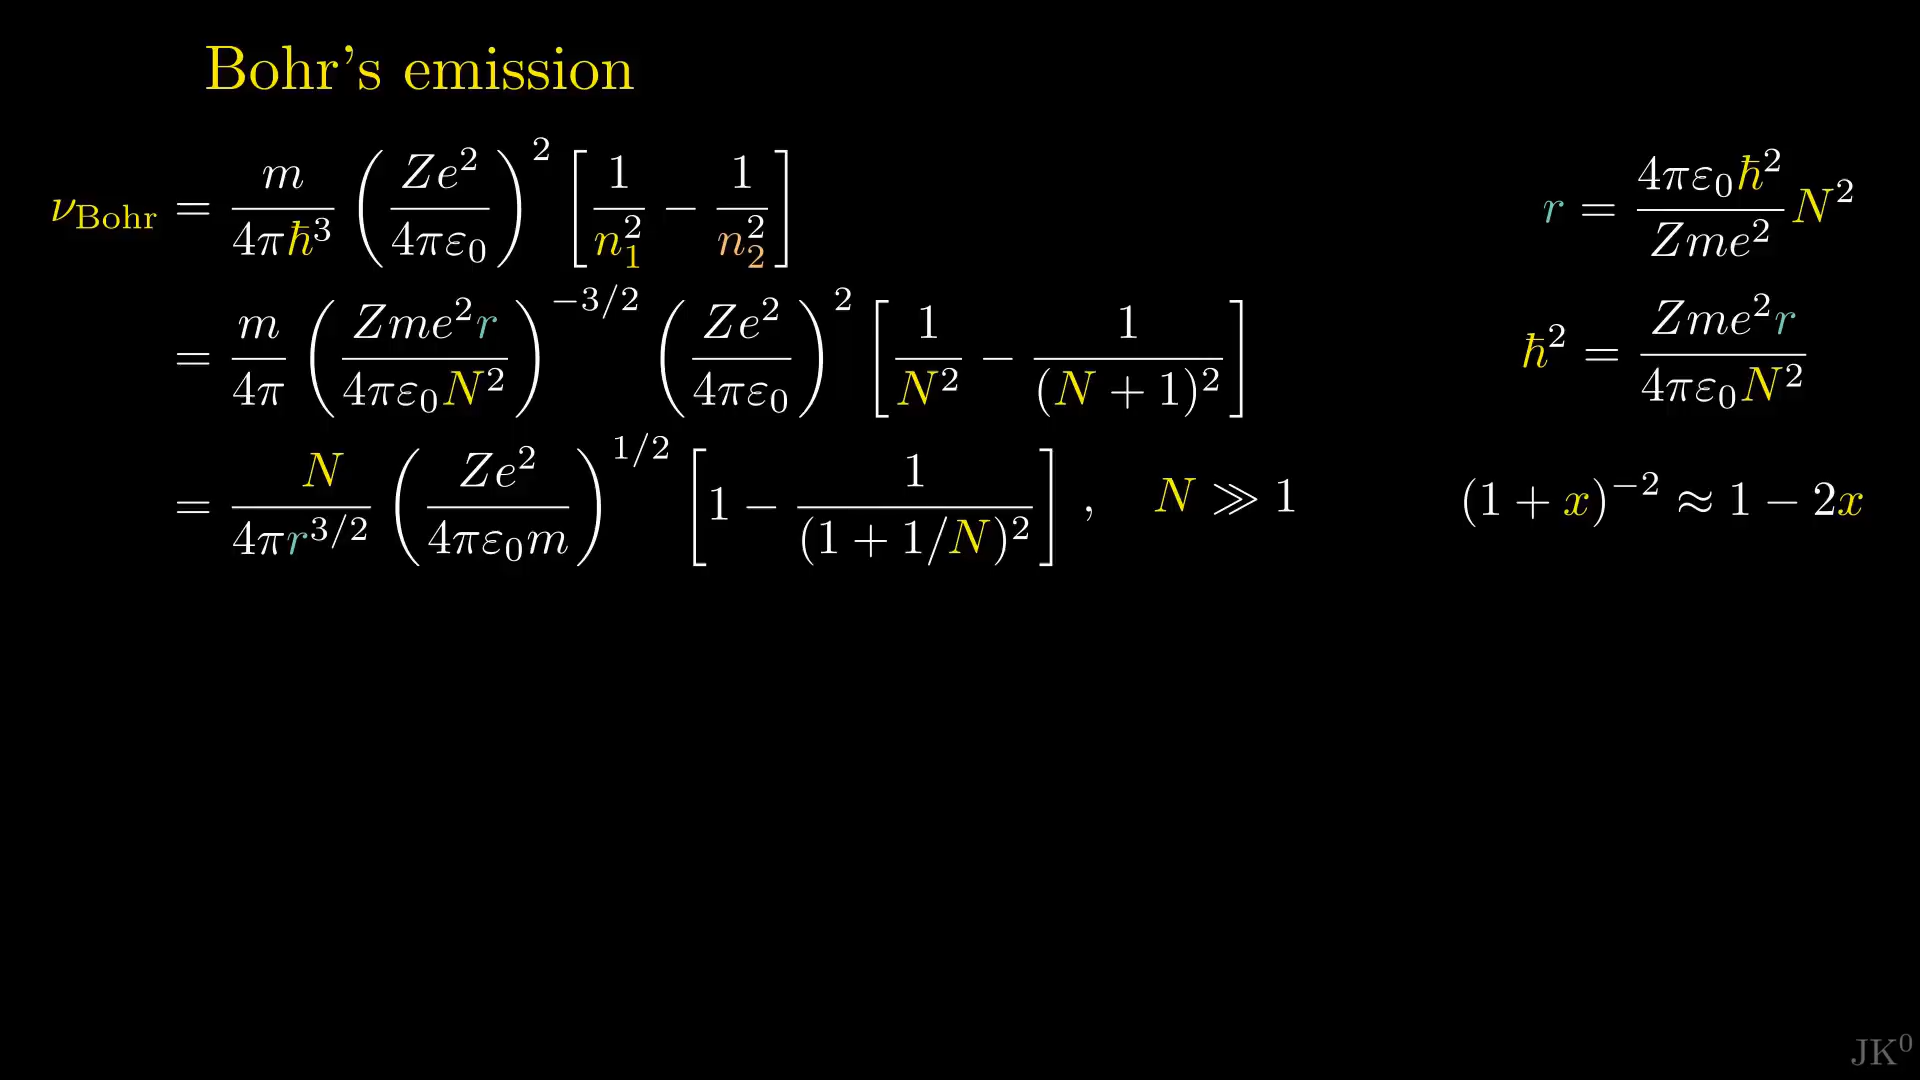 Bohr's emission
ν_Bohr = m/(4πħ³) (Ze²/(4πε₀))² [1/n₁² − 1/n₂²]
r = (4πε₀ħ²/(Zme²)) N²
= m/(4π) (Zme²r/(4πε₀N²))^(−3/2) (Ze²/(4πε₀))² [1/N² − 1/(N + 1)²]
ħ² = Zme²r/(4πε₀N²)
= N/(4πr^(3/2)) (Ze²/(4πε₀m))^(1/2) [1 − 1/(1 + 1/N)²] , N ≫ 1
(1 + x)⁻² ≈ 1 − 2x
JK⁰